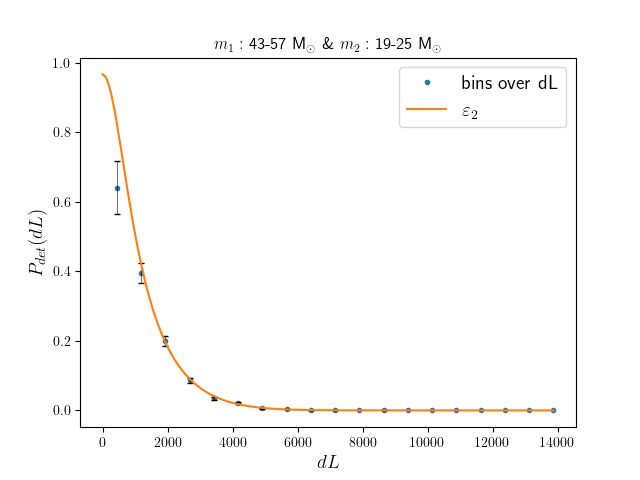 m₁ : 43-57 M☉ & m₂ : 19-25 M☉
bins over dL
ε₂
P_det(dL)
1.0
0.8
0.6
0.4
0.2
0.0
0 2000 4000 6000 8000 10000 12000 14000
dL